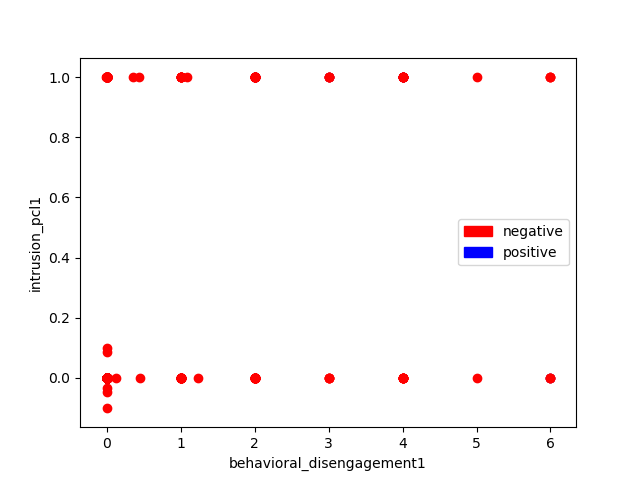 1.0
0.8
0.6
0.4
0.2
0.0
intrusion_pcl1
negative
positive
0 1 2 3 4 5 6
behavioral_disengagement1